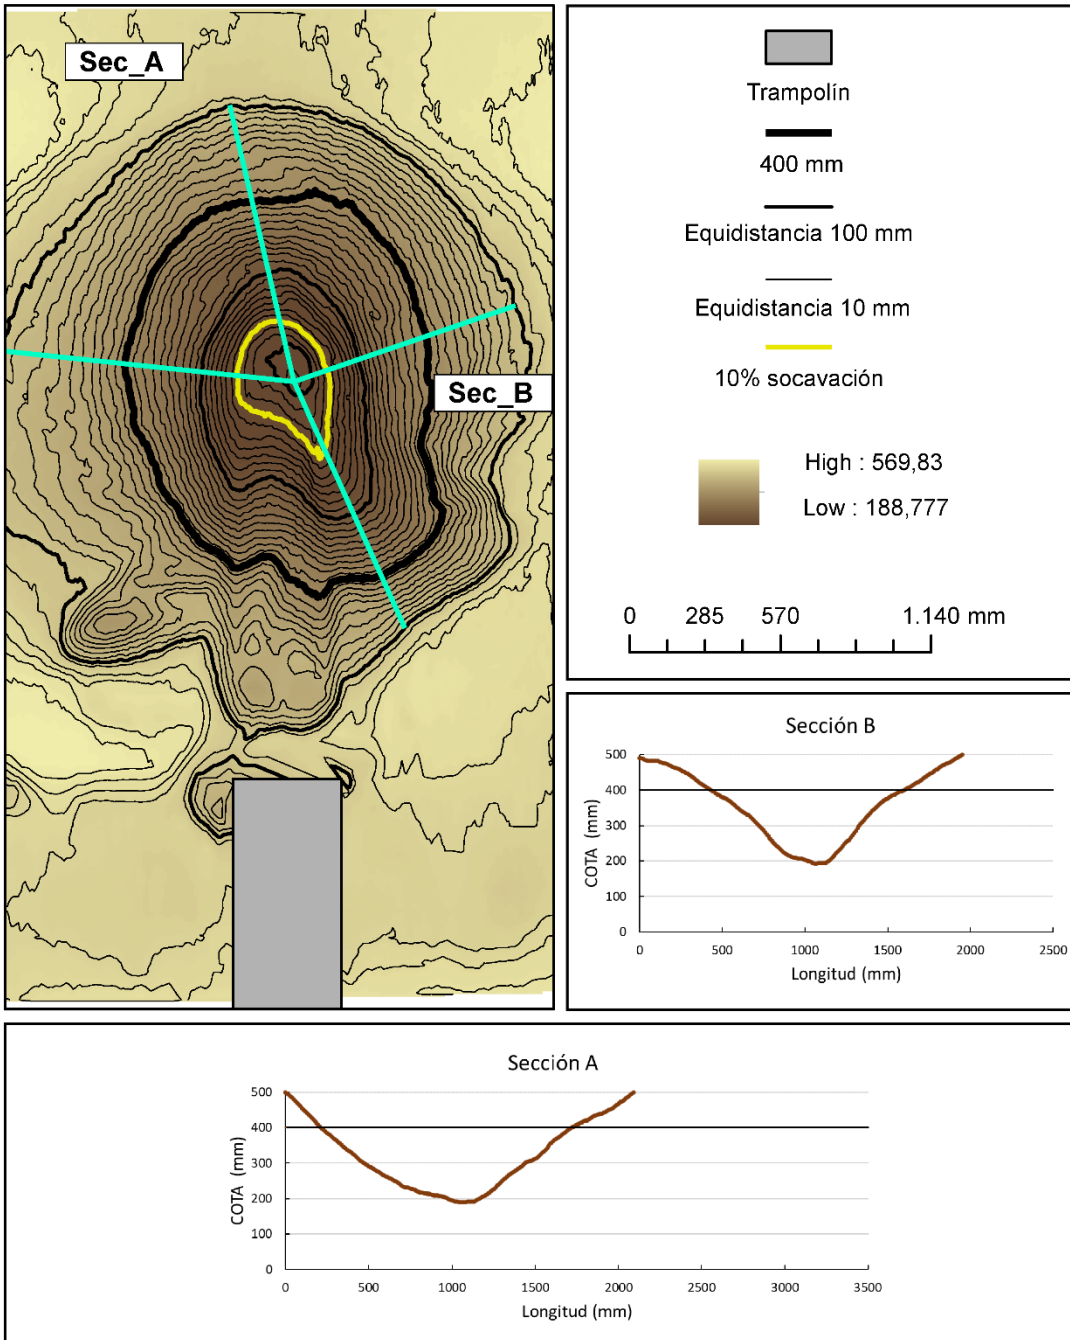 Sec_A
Sec_B
Trampolín
400 mm
Equidistancia 100 mm
Equidistancia 10 mm
10% socavación
High : 569,83
Low : 188,777
0 285 570 1.140 mm
Sección B
500
400
300
200
100
0
COTA (mm)
0 500 1000 1500 2000 2500
Longitud (mm)
Sección A
500
400
300
200
100
0
COTA (mm)
0 500 1000 1500 2000 2500 3000 3500
Longitud (mm)